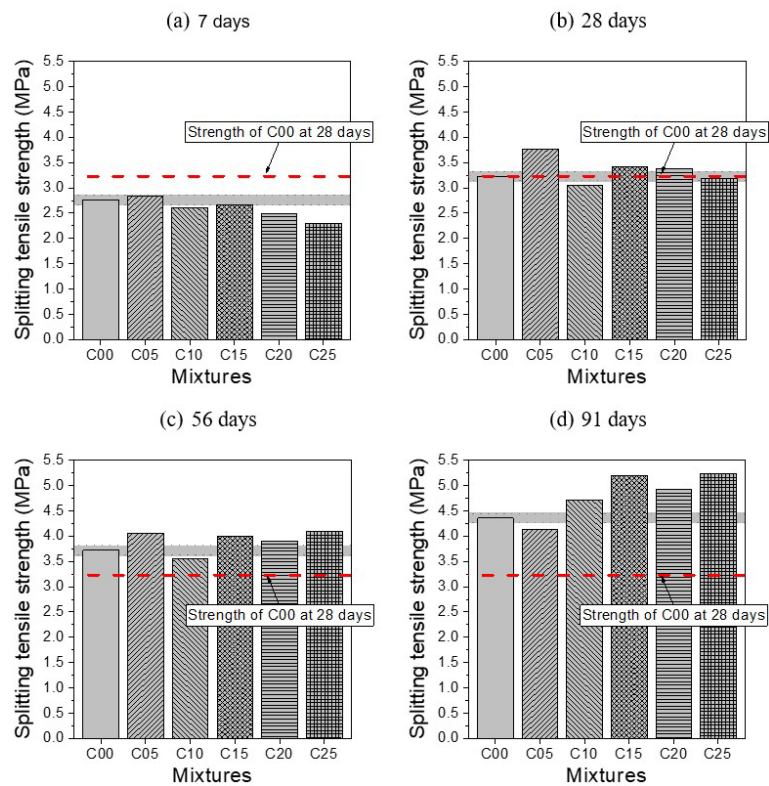 (a) 7 days
Splitting tensile strength (MPa)
5.5
5.0
4.5
4.0
3.5
3.0
2.5
2.0
1.5
1.0
0.5
0.0
Strength of C00 at 28 days
C00 C05 C10 C15 C20 C25
Mixtures
(b) 28 days
Splitting tensile strength (MPa)
5.5
5.0
4.5
4.0
3.5
3.0
2.5
2.0
1.5
1.0
0.5
0.0
Strength of C00 at 28 days
C00 C05 C10 C15 C20 C25
Mixtures
(c) 56 days
Splitting tensile strength (MPa)
5.5
5.0
4.5
4.0
3.5
3.0
2.5
2.0
1.5
1.0
0.5
0.0
Strength of C00 at 28 days
C00 C05 C10 C15 C20 C25
Mixtures
(d) 91 days
Splitting tensile strength (MPa)
5.5
5.0
4.5
4.0
3.5
3.0
2.5
2.0
1.5
1.0
0.5
0.0
Strength of C00 at 28 days
C00 C05 C10 C15 C20 C25
Mixtures